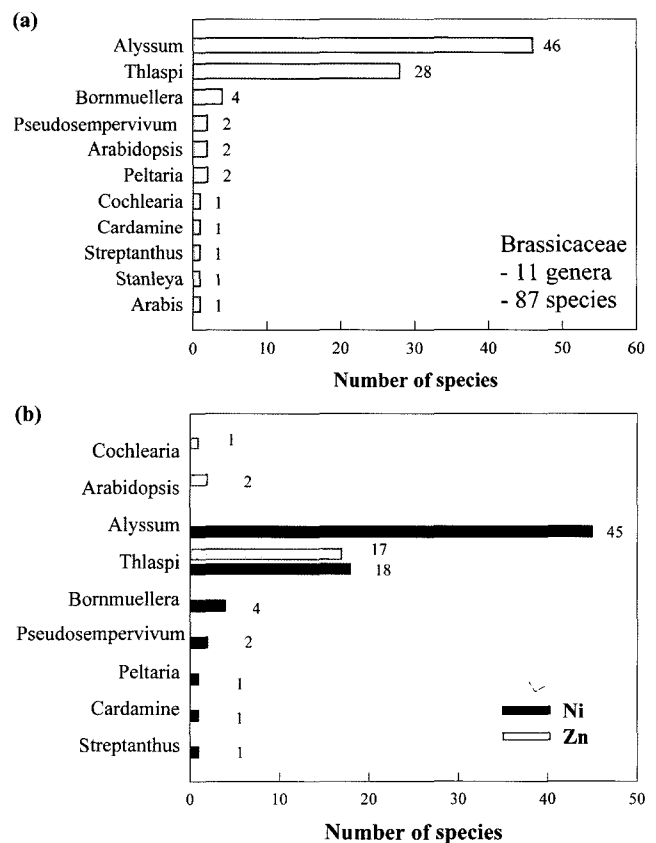 (a)
Alyssum 46
Thlaspi 28
Bornmuellera 4
Pseudosempervivum 2
Arabidopsis 2
Peltaria 2
Cochlearia 1
Cardamine 1
Streptanthus 1
Stanleya 1
Arabis 1
Brassicaceae
- 11 genera
- 87 species
0 10 20 30 40 50 60
Number of species
(b)
Cochlearia 1
Arabidopsis 2
Alyssum 45
Thlaspi 17
18
Bornmuellera 4
Pseudosempervivum 2
Peltaria 1
Cardamine 1
Streptanthus 1
Ni
Zn
0 10 20 30 40 50
Number of species